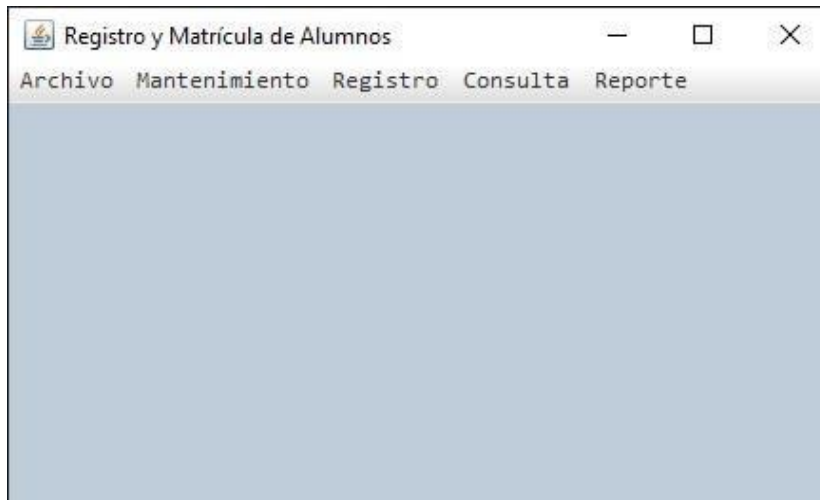 Registro y Matrícula de Alumnos
Archivo Mantenimiento Registro Consulta Reporte